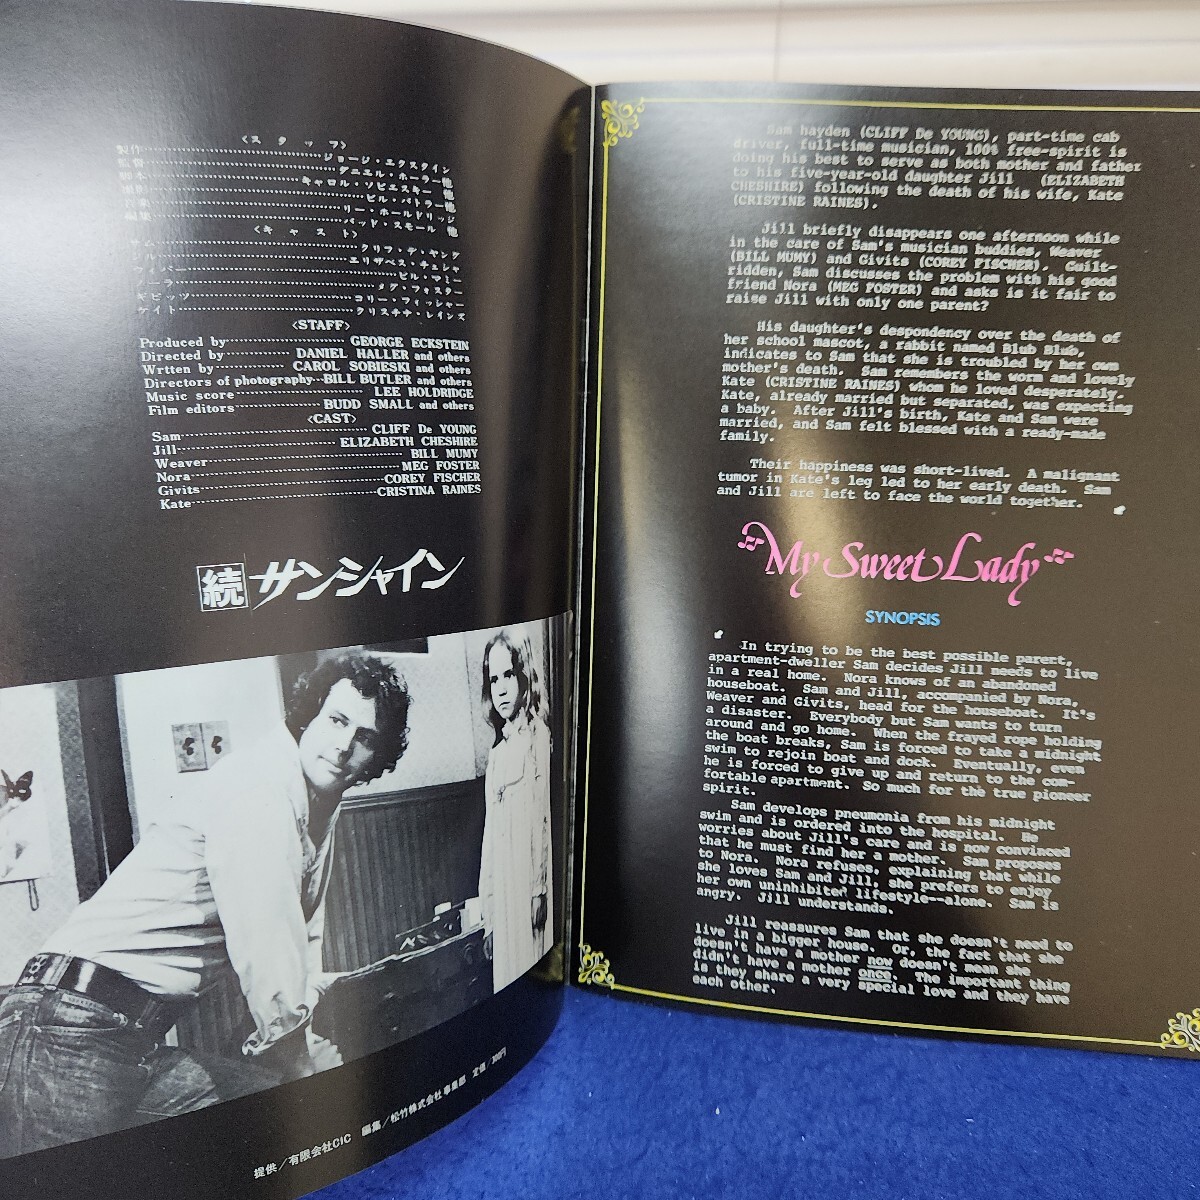 〈スタッフ〉
製作 ジョージ・エクスタイン
監督 ダニエル・ホーラー 他
脚本 キャロル・ソビエスキー 他
撮影 ビル・バトラー 他
音楽 リー・ホールドリッジ
編集 バッド・スモール 他
〈キャスト〉
サム クリフ・デ・ヤング
ジル エリザベス・チェシャ
ウィバー ビル・マミー
ノーラ メグ・フォスター
ギビッツ コリー・フィッシャー
ケイト クリスチナ・レインズ
〈STAFF〉
Produced by GEORGE ECKSTEIN
Directed by DANIEL HALLER and others
Wrtten by CAROL SOBIESKI and others
Directors of photography BILL BUTLER and others
Music score LEE HOLDRIDGE
Film editors BUDD SMALL and others
〈CAST〉
Sam CLIFF De YOUNG
Jill ELIZABETH CHESHIRE
Weaver BILL MUMY
Nora MEG FOSTER
Givits COREY FISCHER
Kate CRISTINA RAINES
続 サンシャイン
提供/有限会社CIC 編集/松竹株式会社事業部 定価/300円
Sam hayden (CLIFF De YOUNG), part-time cab
driver, full-time musician, 100% free-spirit is
doing his best to serve as both mother and father
to his five-year-old daughter Jill (ELIZABETH
CHESHIRE) following the death of his wife, Kate
(CRISTINE RAINES).
Jill briefly disappears one afternoon while
in the care of Sam's musician buddies, Weaver
(BILL MUMY) and Givits (COREY FISCHER). Guilt-
ridden, Sam discusses the problem with his good
friend Nora (MEG FOSTER) and asks is it fair to
raise Jill with only one parent?
His daughter's despondency over the death of
her school mascot, a rabbit named Blub Blub,
indicates to Sam that she is troubled by her own
mother's death. Sam remembers the worm and lovely
Kate (CRISTINE RAINES) whom he loved desperately.
Kate, already married but separated, was expecting
a baby. After Jill's birth, Kate and Sam were
married, and Sam felt blessed with a ready-made
family.
Their happiness was short-lived. A malignant
tumor in Kate's leg led to her early death. Sam
and Jill are left to face the world together.
My Sweet Lady
SYNOPSIS
In trying to be the best possible parent,
apartment-dweller Sam decides Jill needs to live
in a real home. Nora knows of an abandoned
houseboat. Sam and Jill, accompanied by Nora,
Weaver and Givits, head for the houseboat. It's
a disaster. Everybody but Sam wants to turn
around and go home. When the frayed rope holding
the boat breaks, Sam is forced to take a midnight
swim to rejoin boat and dock. Eventually, even
he is forced to give up and return to the com-
fortable apartment. So much for the true pioneer
spirit.
Sam develops pneumonia from his midnight
swim and is ordered into the hospital. He
worries about Jill's care and is now convinced
that he must find her a mother. Sam proposes
to Nora. Nora refuses, explaining that while
she loves Sam and Jill, she prefers to enjoy
her own uninhibited lifestyle--alone. Sam is
angry. Jill understands.
Jill reassures Sam that she doesn't need to
live in a bigger house. Or, the fact that she
doesn't have a mother now doesn't mean she
didn't have a mother once. The important thing
is they share a very special love and they have
each other.